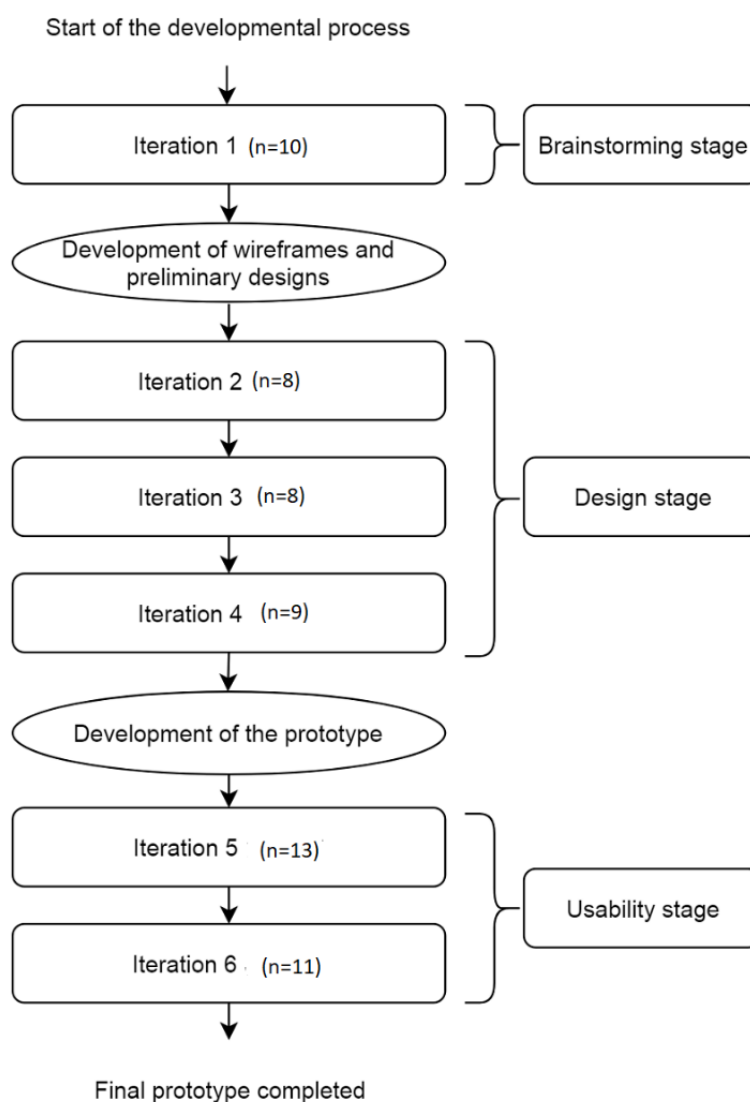 Start of the developmental process
Iteration 1 (n=10)
Brainstorming stage
Development of wireframes and
preliminary designs
Iteration 2 (n=8)
Iteration 3 (n=8)
Design stage
Iteration 4 (n=9)
Development of the prototype
Iteration 5 (n=13)
Usability stage
Iteration 6 (n=11)
Final prototype completed